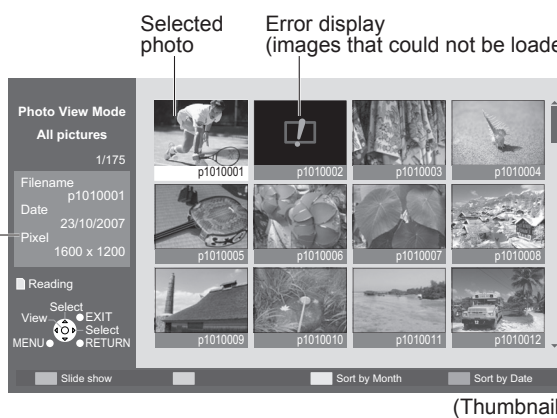 Selected
photo
Error display
(images that could not be loade
Photo View Mode
All pictures
1/175
Filename
p1010001
Date
23/10/2007
Pixel
1600 x 1200
Reading
Select
View
EXIT
Select
MENU
RETURN
p1010001
p1010002
p1010003
p1010004
p1010005
p1010006
p1010007
p1010008
p1010009
p1010010
p1010011
p1010012
Slide show
Sort by Month
Sort by Date
(Thumbnail